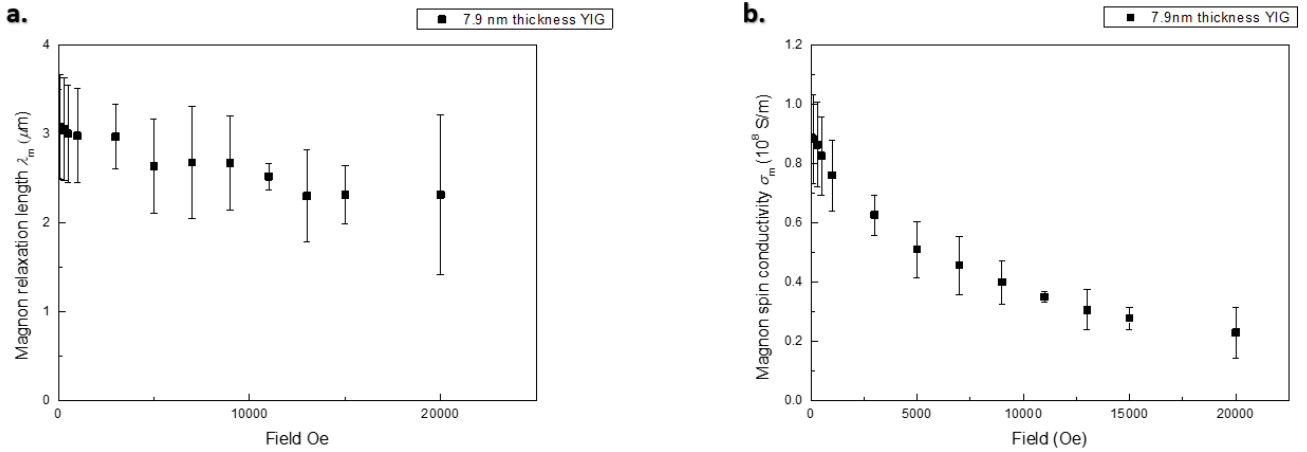 a.
7.9 nm thickness YIG
4
3
2
1
0
0
10000
20000
Magnon relaxation length λm (μm)
Field Oe
b.
7.9nm thickness YIG
1.2
1.0
0.8
0.6
0.4
0.2
0.0
0
5000
10000
15000
20000
Magnon spin conductivity σm (10⁸ S/m)
Field (Oe)